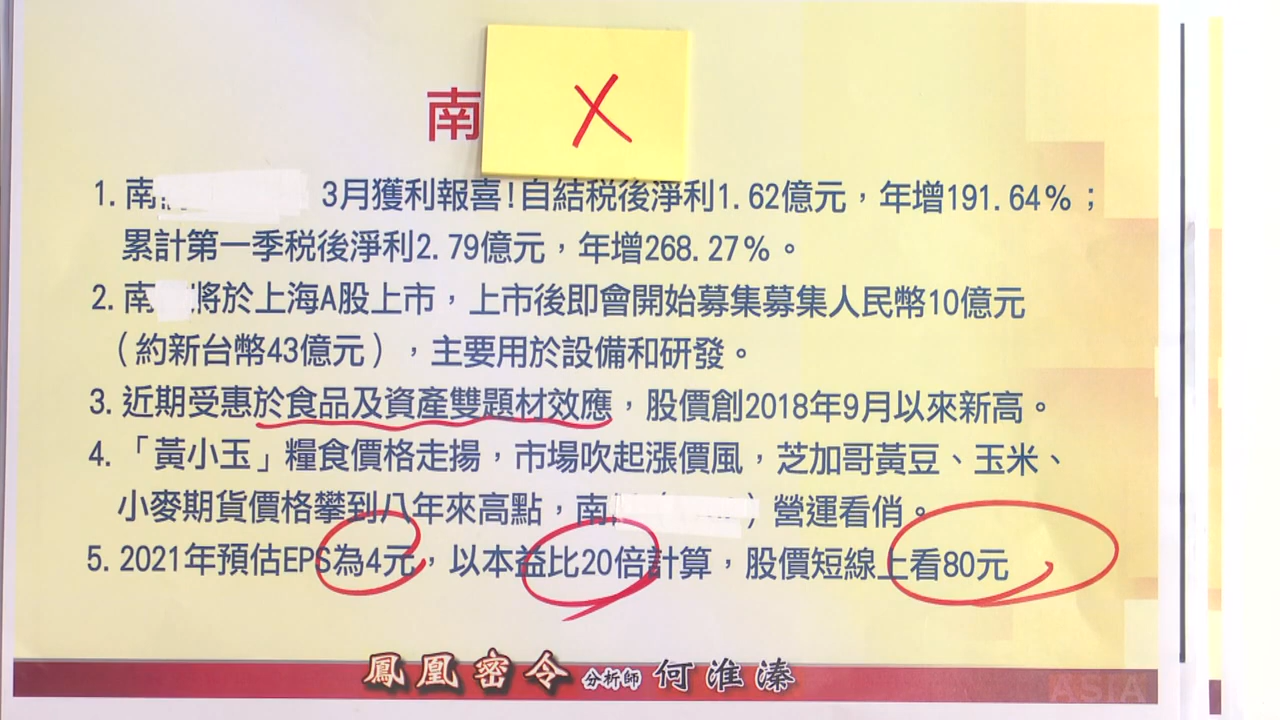 南
1. 南 3月獲利報喜!自結税後淨利1.62億元，年增191.64%；
累計第一季税後淨利2.79億元，年增268.27%。
2. 南 將於上海A股上市，上市後即會開始募集募集人民幣10億元
（約新台幣43億元），主要用於設備和研發。
3. 近期受惠於食品及資產雙題材效應，股價創2018年9月以來新高。
4. 「黃小玉」糧食價格走揚，市場吹起漲價風，芝加哥黃豆、玉米、
小麥期貨價格攀到八年來高點，南 ）營運看俏。
5. 2021年預估EPS為4元，以本益比20倍計算，股價短線上看80元
鳳凰密令 分析師 何淮溱
ASIA